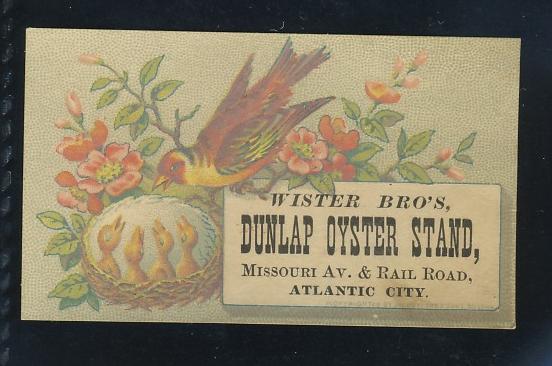 WISTER BRO'S,
DUNLAP OYSTER STAND,
MISSOURI AV. & RAIL ROAD,
ATLANTIC CITY.